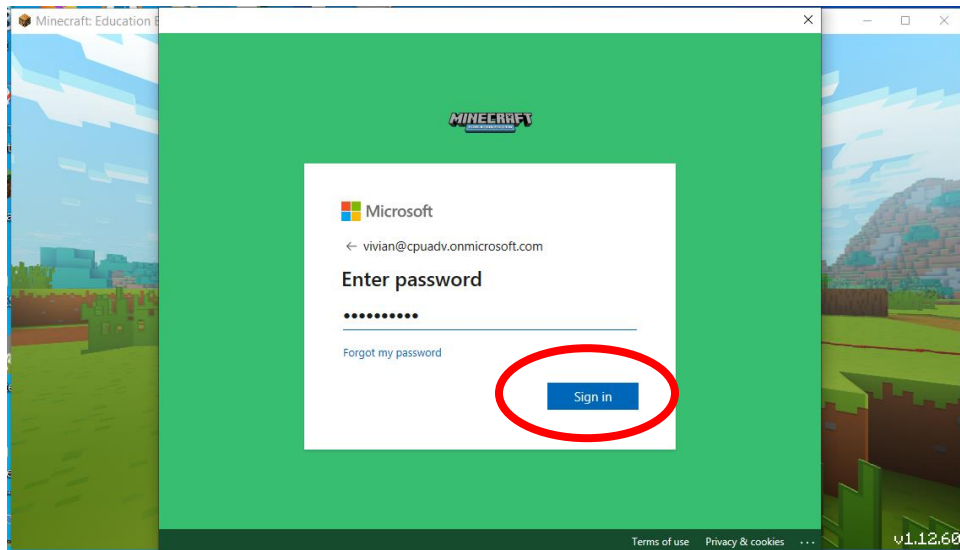 Minecraft: Education E
MINECRAFT
Microsoft
← vivian@cpuadv.onmicrosoft.com
Enter password
Forgot my password
Sign in
Terms of use Privacy & cookies ...
v1.12.60